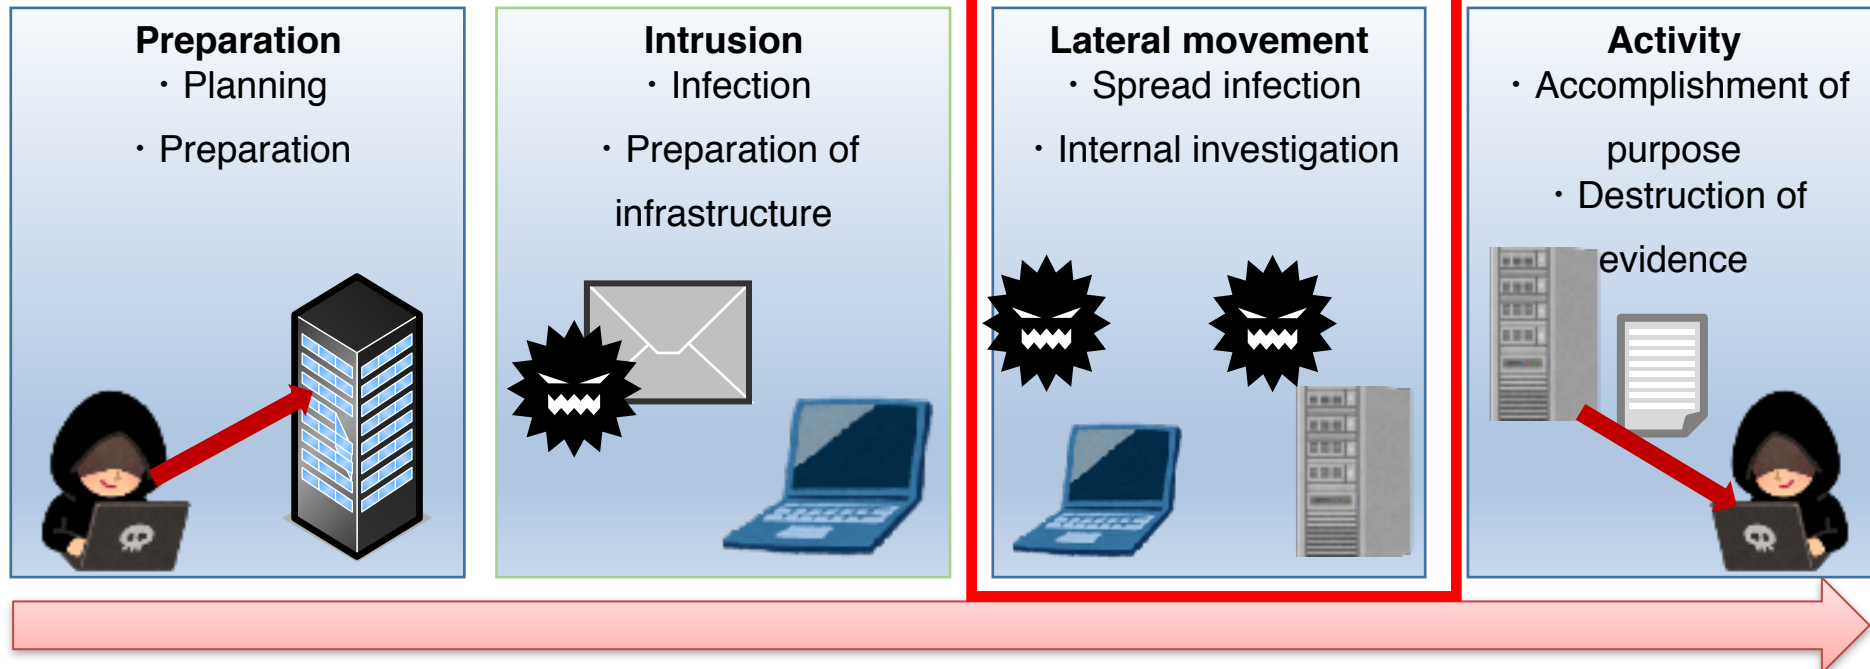 Preparation
・Planning
・Preparation
Intrusion
・Infection
・Preparation of
infrastructure
Lateral movement
・Spread infection
・Internal investigation
Activity
・Accomplishment of
purpose
・Destruction of
evidence